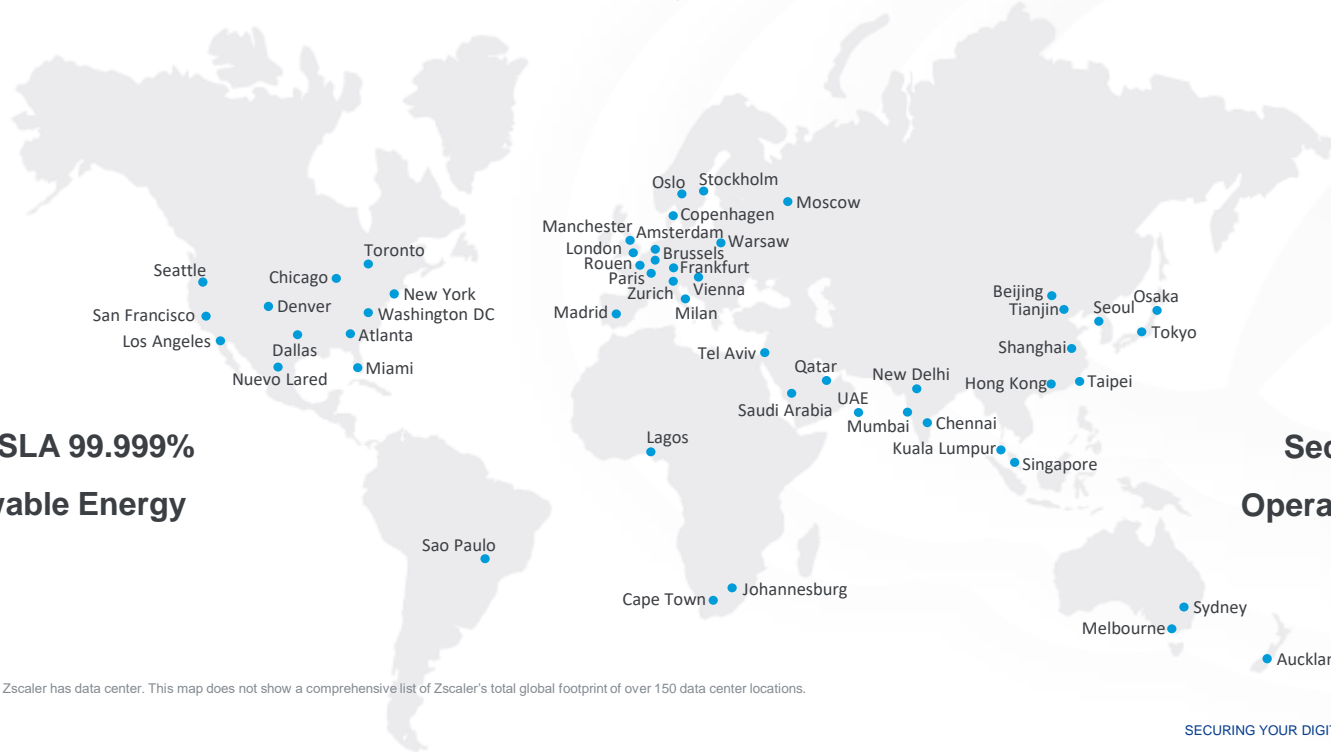 Oslo
Stockholm
Moscow
Copenhagen
Manchester
Amsterdam
Warsaw
London
Brussels
Rouen
Frankfurt
Paris
Vienna
Zurich
Milan
Madrid
Toronto
Seattle
Chicago
New York
Denver
Washington DC
San Francisco
Atlanta
Los Angeles
Dallas
Miami
Nuevo Lared
Beijing
Tianjin
Seoul
Osaka
Tokyo
Shanghai
Tel Aviv
Qatar
New Delhi
Hong Kong
Taipei
Saudi Arabia
UAE
Mumbai
Chennai
Kuala Lumpur
Singapore
Lagos
SLA 99.999%
vable Energy
Sec
Opera
Sao Paulo
Cape Town
Johannesburg
Sydney
Melbourne
Aucklan
Zscaler has data center. This map does not show a comprehensive list of Zscaler's total global footprint of over 150 data center locations.
SECURING YOUR DIGIT